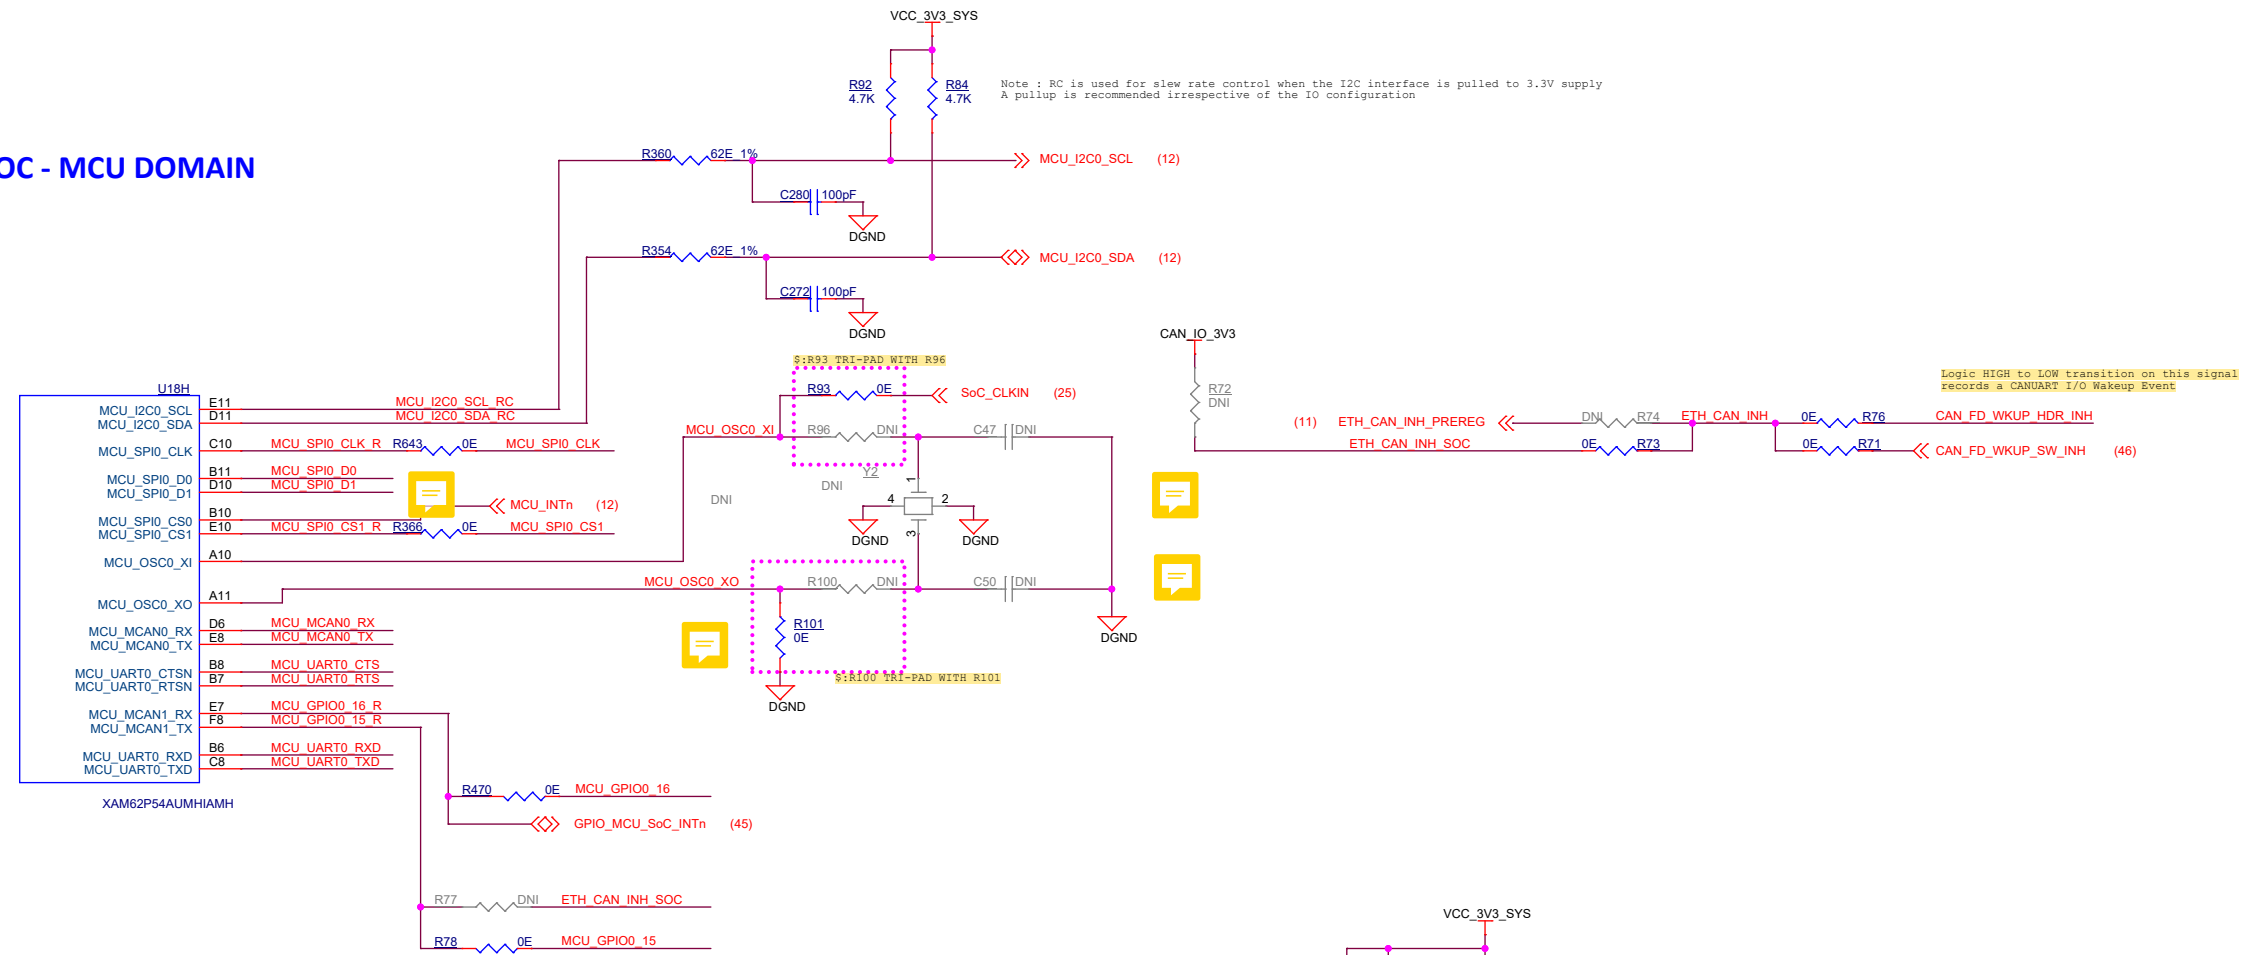 VCC_3V3_SYS
R92
4.7K
R84
4.7K
Note : RC is used for slew rate control when the I2C interface is pulled to 3.3V supply
A pullup is recommended irrespective of the IO configuration
OC - MCU DOMAIN
R360
62E_1%
MCU_I2C0_SCL
(12)
C280
100pF
DGND
R354
62E_1%
MCU_I2C0_SDA
(12)
C272
100pF
DGND
CAN_IO_3V3
R72
DNI
$:R93 TRI-PAD WITH R96
R93
0E
SoC_CLKIN
(25)
MCU_OSC0_XI
R96
DNI
C47
DNI
Y2
DNI
DNI
1
4
2
3
DGND
DGND
MCU_OSC0_XO
R100
DNI
C50
DNI
R101
0E
DGND
DGND
$:R100 TRI-PAD WITH R101
Logic HIGH to LOW transition on this signal
records a CANUART I/O Wakeup Event
(11)
ETH_CAN_INH_PREREG
DNI
R74
ETH_CAN_INH
0E
R76
CAN_FD_WKUP_HDR_INH
ETH_CAN_INH_SOC
0E
R73
0E
R71
CAN_FD_WKUP_SW_INH
(46)
U18H
MCU_I2C0_SCL
E11
MCU_I2C0_SCL_RC
MCU_I2C0_SDA
D11
MCU_I2C0_SDA_RC
MCU_SPI0_CLK
C10
MCU_SPI0_CLK_R
R643
0E
MCU_SPI0_CLK
MCU_SPI0_D0
B11
MCU_SPI0_D0
MCU_SPI0_D1
D10
MCU_SPI0_D1
MCU_INTn
(12)
MCU_SPI0_CS0
B10
MCU_SPI0_CS1
E10
MCU_SPI0_CS1_R
R366
0E
MCU_SPI0_CS1
MCU_OSC0_XI
A10
MCU_OSC0_XO
A11
MCU_MCAN0_RX
D6
MCU_MCAN0_RX
MCU_MCAN0_TX
E8
MCU_MCAN0_TX
MCU_UART0_CTSN
B8
MCU_UART0_CTS
MCU_UART0_RTSN
B7
MCU_UART0_RTS
MCU_MCAN1_RX
E7
MCU_GPIO0_16_R
MCU_MCAN1_TX
F8
MCU_GPIO0_15_R
MCU_UART0_RXD
B6
MCU_UART0_RXD
MCU_UART0_TXD
C8
MCU_UART0_TXD
XAM62P54AUMHIAMH
R470
0E
MCU_GPIO0_16
GPIO_MCU_SoC_INTn
(45)
R77
DNI
ETH_CAN_INH_SOC
R78
0E
MCU_GPIO0_15
VCC_3V3_SYS